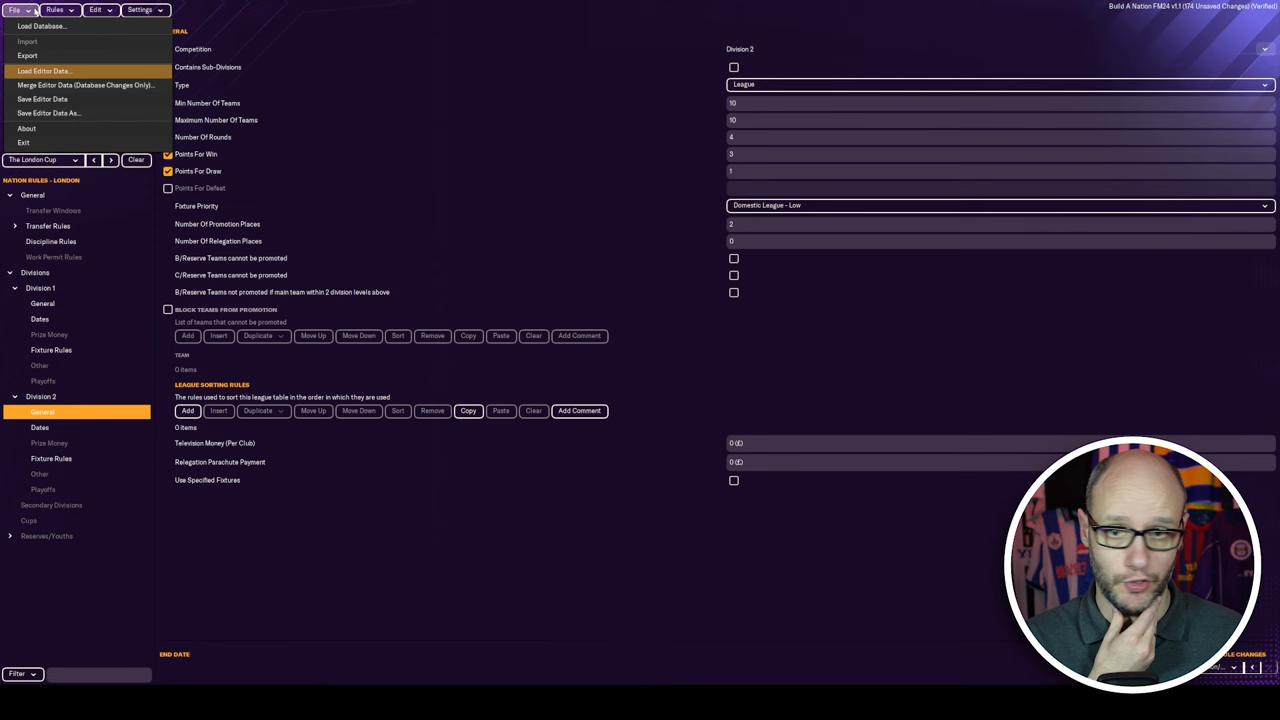 File
Rules
Edit
Settings
Build A Nation FM24 v1.1 (174 Unsaved Changes) (Verified)
Load Database...
Import
Export
Load Editor Data...
Merge Editor Data (Database Changes Only)...
Save Editor Data
Save Editor Data As...
About
Exit
The London Cup
<
>
Clear
NATION RULES - LONDON
General
Transfer Windows
Transfer Rules
Discipline Rules
Work Permit Rules
Divisions
Division 1
General
Dates
Prize Money
Fixture Rules
Other
Playoffs
Division 2
General
Dates
Prize Money
Fixture Rules
Other
Playoffs
Secondary Divisions
Cups
Reserves/Youths
Filter
ERAL
Competition
Division 2
Contains Sub-Divisions
Type
League
Min Number Of Teams
10
Maximum Number Of Teams
10
Number Of Rounds
4
Points For Win
3
Points For Draw
1
Points For Defeat
Fixture Priority
Domestic League - Low
Number Of Promotion Places
2
Number Of Relegation Places
0
B/Reserve Teams cannot be promoted
C/Reserve Teams cannot be promoted
B/Reserve Teams not promoted if main team within 2 division levels above
BLOCK TEAMS FROM PROMOTION
List of teams that cannot be promoted
Add Insert Duplicate Move Up Move Down Sort Remove Copy Paste Clear Add Comment
TEAM
0 items
LEAGUE SORTING RULES
The rules used to sort this league table in the order in which they are used
Add Insert Duplicate Move Up Move Down Sort Remove Copy Paste Clear Add Comment
0 items
Television Money (Per Club)
0 (£)
Relegation Parachute Payment
0 (£)
Use Specified Fixtures
END DATE